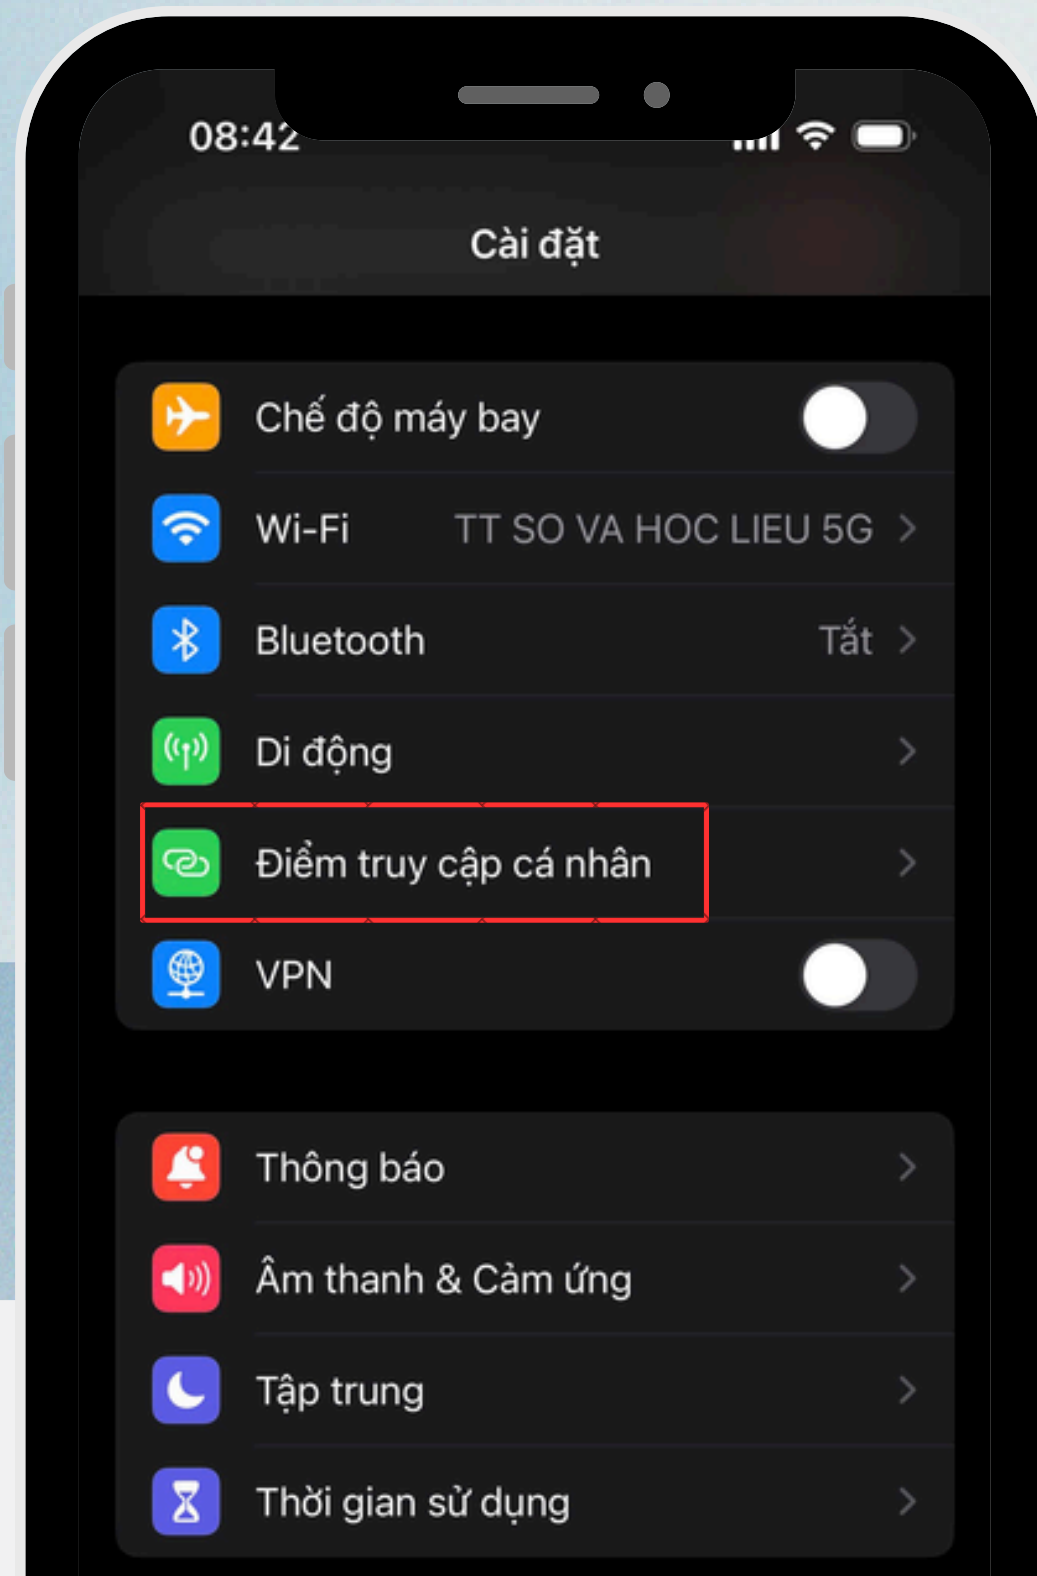 08:42
Cài đặt
Chế độ máy bay
Wi-Fi TT SO VA HOC LIEU 5G
Bluetooth Tắt
Di động
Điểm truy cập cá nhân
VPN
Thông báo
Âm thanh & Cảm ứng
Tập trung
Thời gian sử dụng